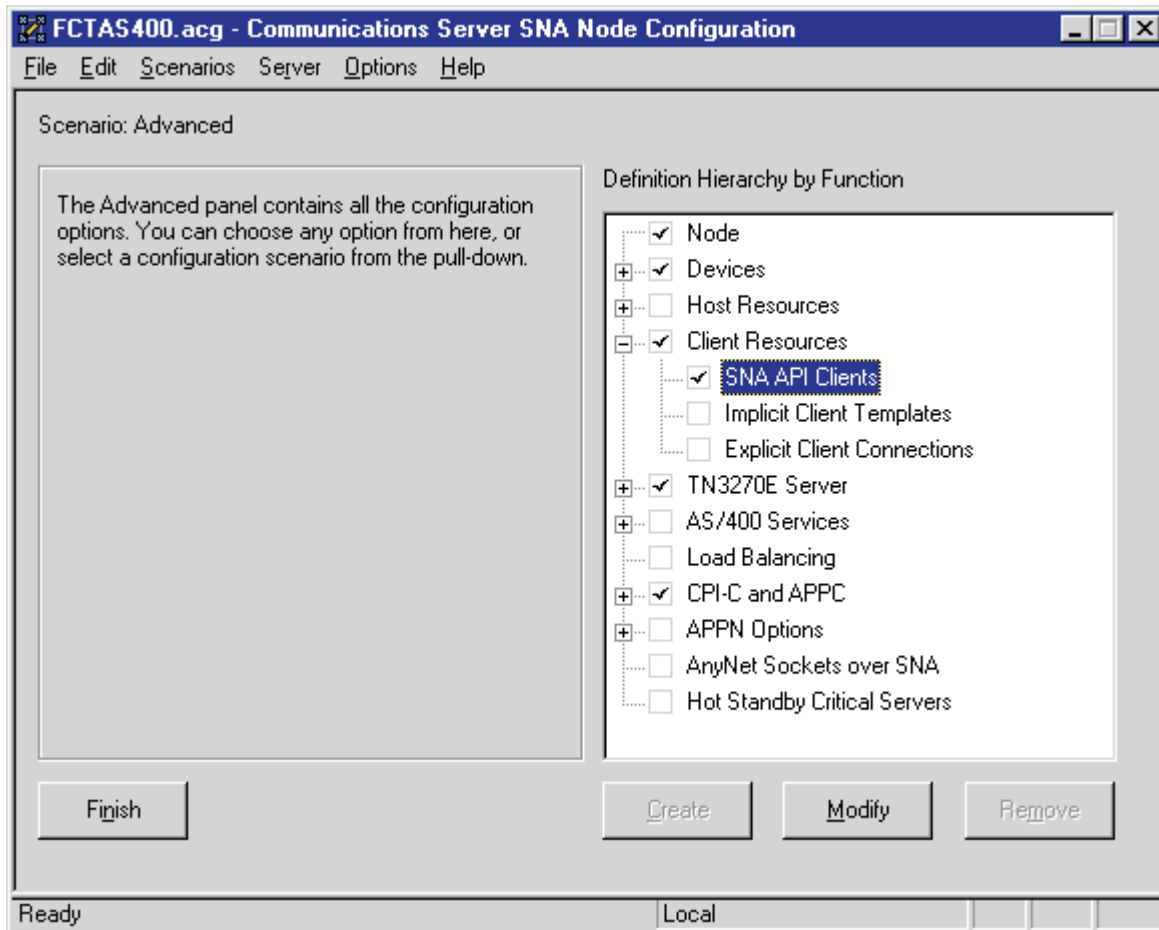 FCTAS400.acg - Communications Server SNA Node Configuration
File Edit Scenarios Server Options Help
Scenario: Advanced
The Advanced panel contains all the configuration
options. You can choose any option from here, or
select a configuration scenario from the pull-down.
Definition Hierarchy by Function
Node
Devices
Host Resources
Client Resources
SNA API Clients
Implicit Client Templates
Explicit Client Connections
TN3270E Server
AS/400 Services
Load Balancing
CPI-C and APPC
APPN Options
AnyNet Sockets over SNA
Hot Standby Critical Servers
Finish
Create
Modify
Remove
Ready
Local